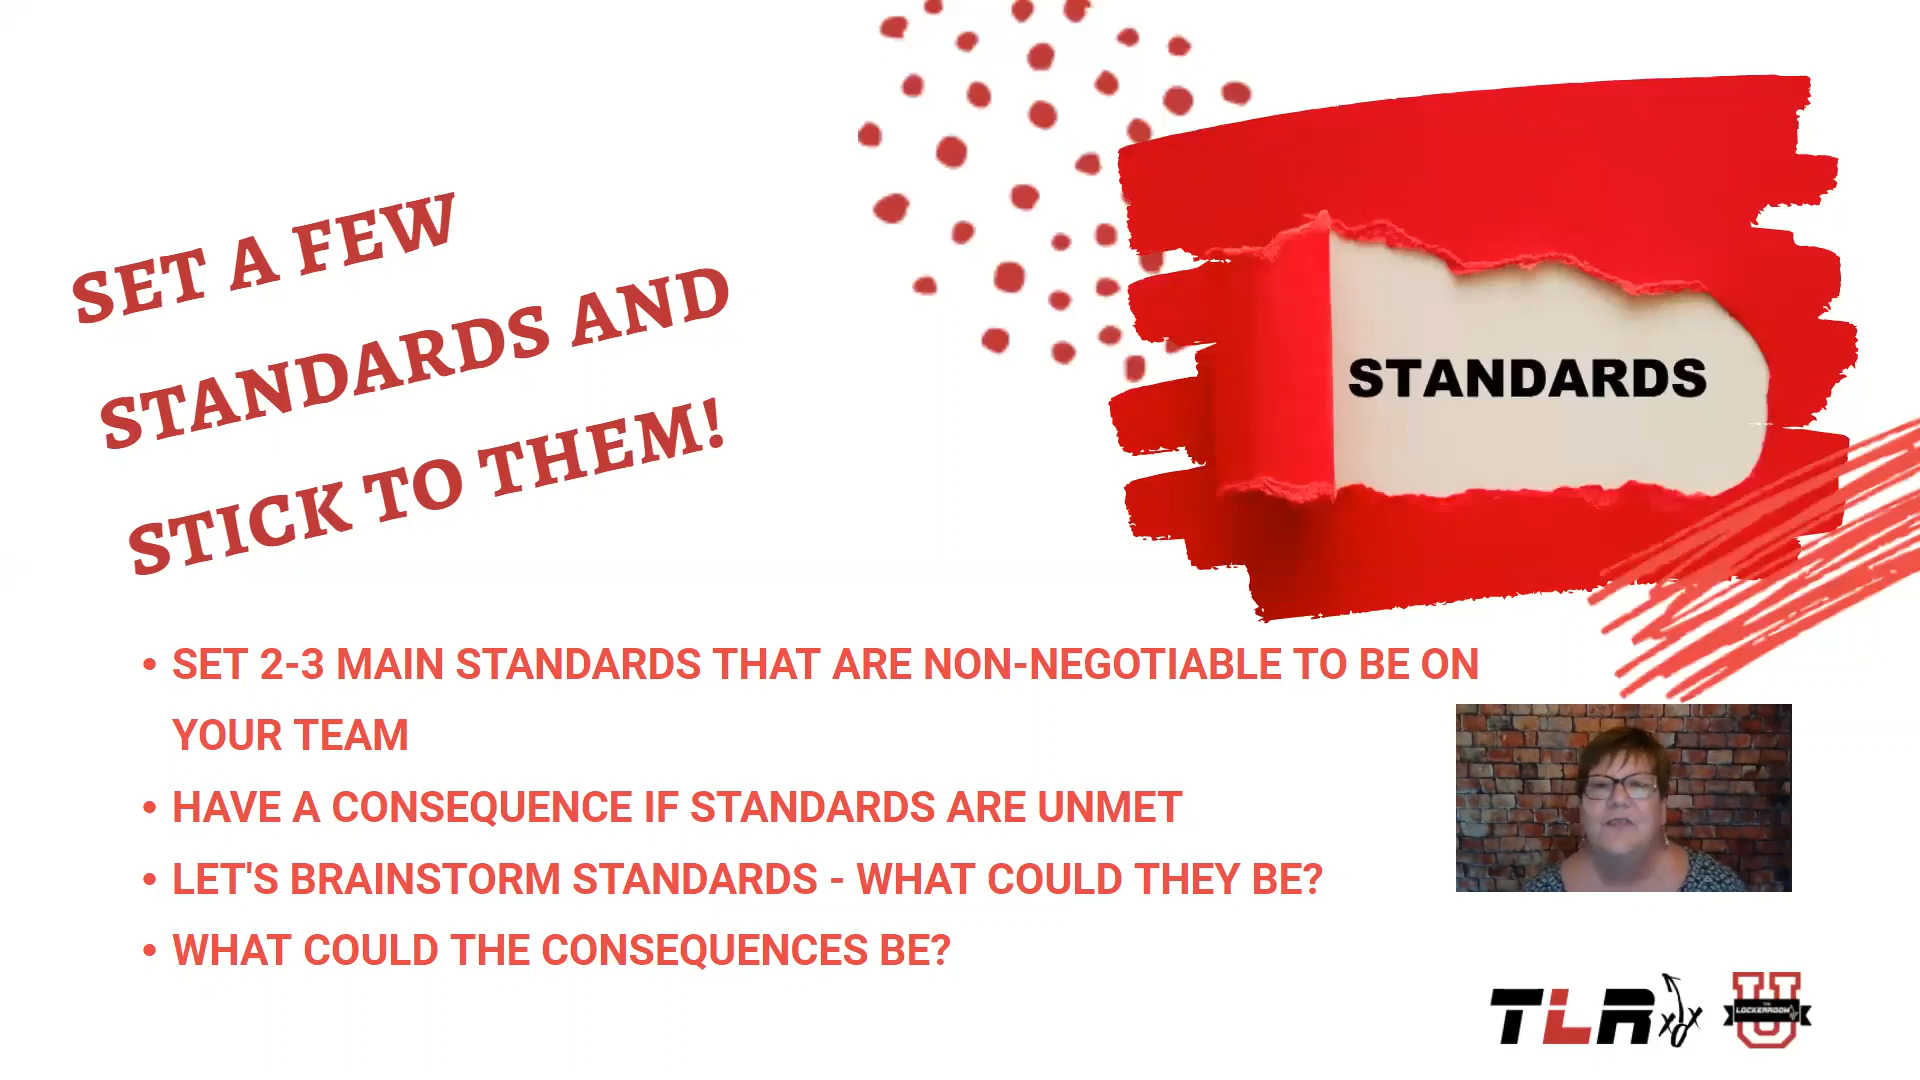 SET A FEW
STANDARDS AND
STICK TO THEM!
STANDARDS
• SET 2-3 MAIN STANDARDS THAT ARE NON-NEGOTIABLE TO BE ON
YOUR TEAM
• HAVE A CONSEQUENCE IF STANDARDS ARE UNMET
• LET'S BRAINSTORM STANDARDS - WHAT COULD THEY BE?
• WHAT COULD THE CONSEQUENCES BE?
TLR
U
THE
LOCKERROOM